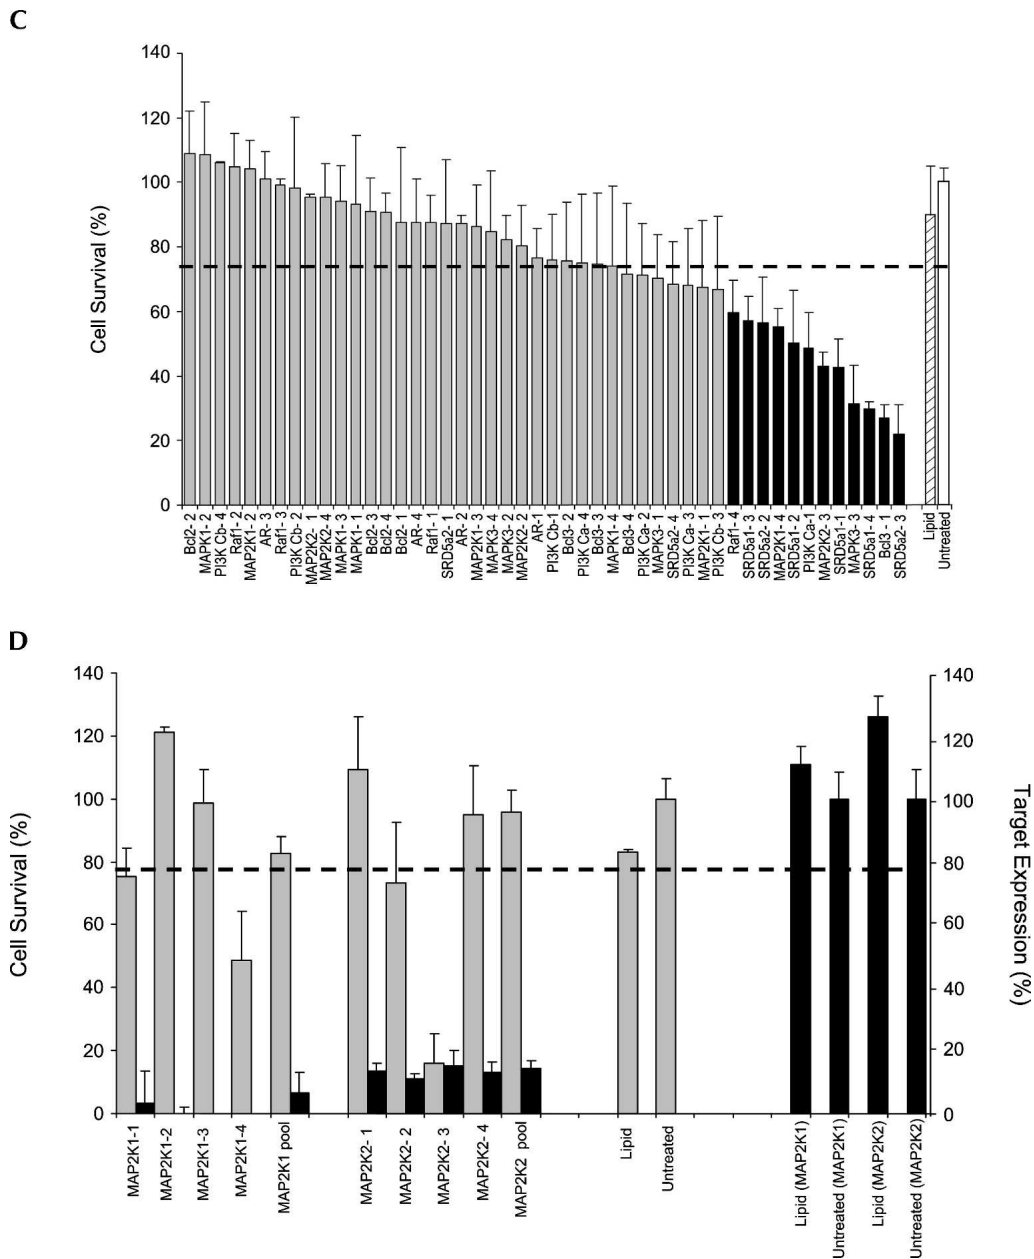 C
140
120
100
80
60
40
20
0
Cell Survival (%)
Bcl2- 2
MAPK1- 2
PI3K Cb- 4
Raf1- 2
MAP2K1- 2
AR- 3
Raf1- 3
PI3K Cb- 2
MAP2K2- 1
MAP2K2- 4
MAPK1- 3
MAPK1- 1
Bcl2- 3
Bcl2- 4
Bcl2- 1
AR- 4
Raf1- 1
SRD5a2- 1
AR- 2
MAP2K1- 3
MAPK3- 4
MAPK3- 2
MAP2K2- 2
AR-1
PI3K Cb-1
Bcl3- 2
PI3K Ca- 4
Bcl3- 3
MAPK1- 4
Bcl3- 4
PI3K Ca- 2
MAPK3- 1
SRD5a2- 4
PI3K Ca- 3
MAP2K1- 1
PI3K Cb- 3
Raf1- 4
SRD5a1- 3
SRD5a2- 2
MAP2K1- 4
SRD5a1- 2
PI3K Ca-1
MAP2K2- 3
SRD5a1-1
MAPK3- 3
SRD5a1- 4
Bcl3- 1
SRD5a2- 3
Lipid
Untreated
D
140
120
100
80
60
40
20
0
Cell Survival (%)
140
120
100
80
60
40
20
0
Target Expression (%)
MAP2K1-1
MAP2K1-2
MAP2K1-3
MAP2K1-4
MAP2K1 pool
MAP2K2- 1
MAP2K2- 2
MAP2K2- 3
MAP2K2- 4
MAP2K2 pool
Lipid
Untreated
Lipid (MAP2K1)
Untreated (MAP2K1)
Lipid (MAP2K2)
Untreated (MAP2K2)